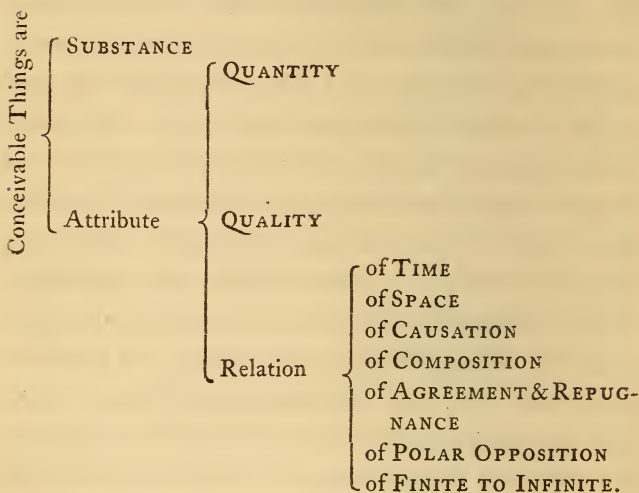 Conceivable Things are
SUBSTANCE
Attribute
QUANTITY
QUALITY
Relation
of TIME
of SPACE
of CAUSATION
of COMPOSITION
of AGREEMENT & REPUG-
NANCE
of POLAR OPPOSITION
of FINITE TO INFINITE.